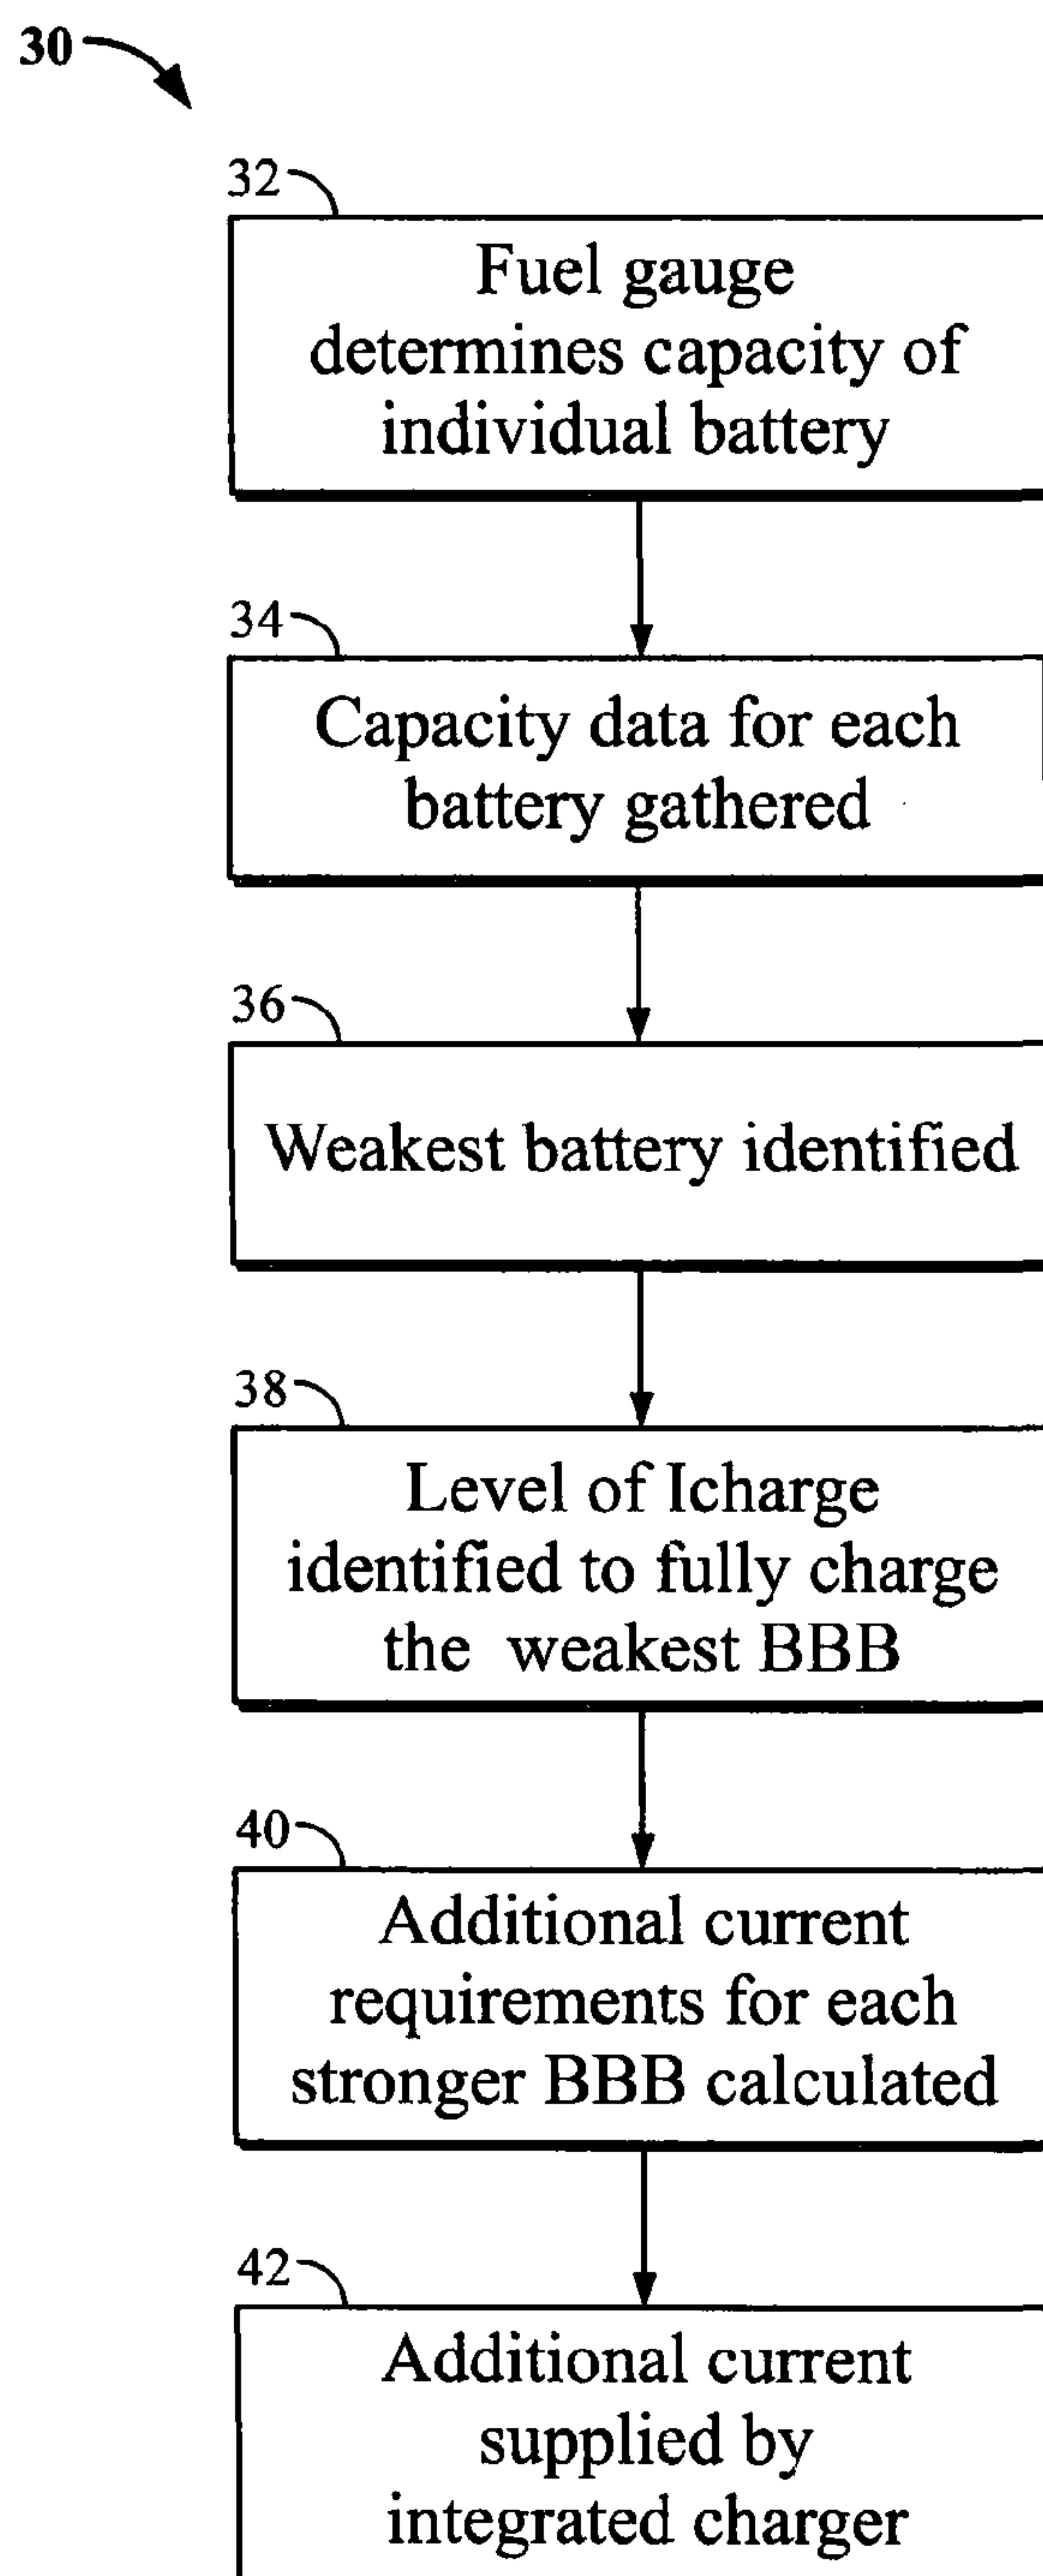 30
32
Fuel gauge
determines capacity of
individual battery
34
Capacity data for each
battery gathered
36
Weakest battery identified
38
Level of Icharge
identified to fully charge
the weakest BBB
40
Additional current
requirements for each
stronger BBB calculated
42
Additional current
supplied by
integrated charger